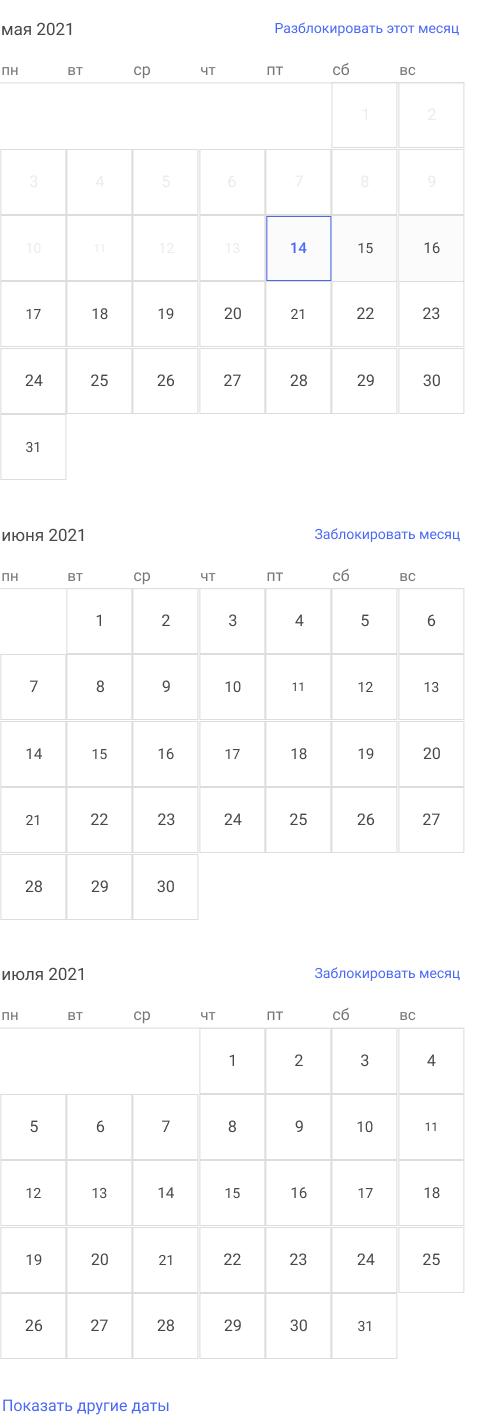 мая 2021 Разблокировать этот месяц
пн вт ср чт пт сб вс
1 2
3 4 5 6 7 8 9
10 11 12 13 14 15 16
17 18 19 20 21 22 23
24 25 26 27 28 29 30
31
июня 2021 Заблокировать месяц
пн вт ср чт пт сб вс
1 2 3 4 5 6
7 8 9 10 11 12 13
14 15 16 17 18 19 20
21 22 23 24 25 26 27
28 29 30
июля 2021 Заблокировать месяц
пн вт ср чт пт сб вс
1 2 3 4
5 6 7 8 9 10 11
12 13 14 15 16 17 18
19 20 21 22 23 24 25
26 27 28 29 30 31
Показать другие даты